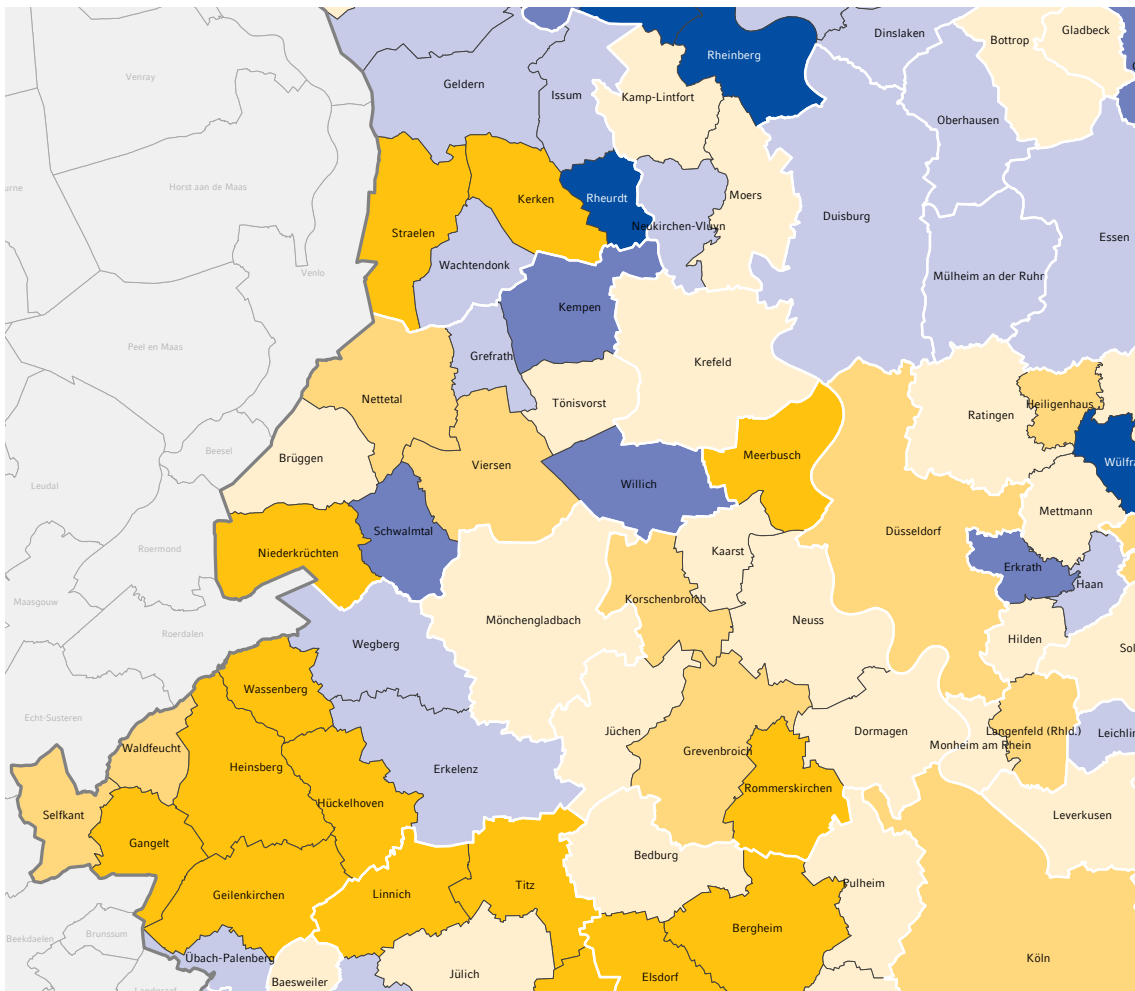 Gladbeck
Dinslaken
Bottrop
Rheinberg
Venray
Geldern
Issum
Kamp-Lintfort
Oberhausen
Horst aan de Maas
Moers
Kerken
Rheurdt
Duisburg
Neukirchen-Vluyn
Straelen
Essen
Wachtendonk
Venlo
Mülheim an der Ruhr
Kempen
Peel en Maas
Grefrath
Krefeld
Nettetal
Tönisvorst
Heiligenhaus
Ratingen
Beesel
Meerbusch
Brüggen
Viersen
Wülfra
Leudal
Willich
Mettmann
Schwalmtal
Düsseldorf
Roermond
Niederkrüchten
Kaarst
Erkrath
Haan
Maasgouw
Korschenbroich
Mönchengladbach
Neuss
Roerdalen
Hilden
Wegberg
Sol
Wassenberg
Echt-Susteren
Jüchen
Dormagen
Langenfeld (Rhld.)
Leichlin
Waldfeucht
Monheim am Rhein
Grevenbroich
Heinsberg
Erkelenz
Rommerskirchen
Hückelhoven
Selfkant
Leverkusen
Gangelt
Bedburg
Pulheim
Titz
Linnich
Geilenkirchen
Bergheim
Brunssum
Beekdaelen
Übach-Palenberg
Köln
Jülich
Elsdorf
Baesweiler